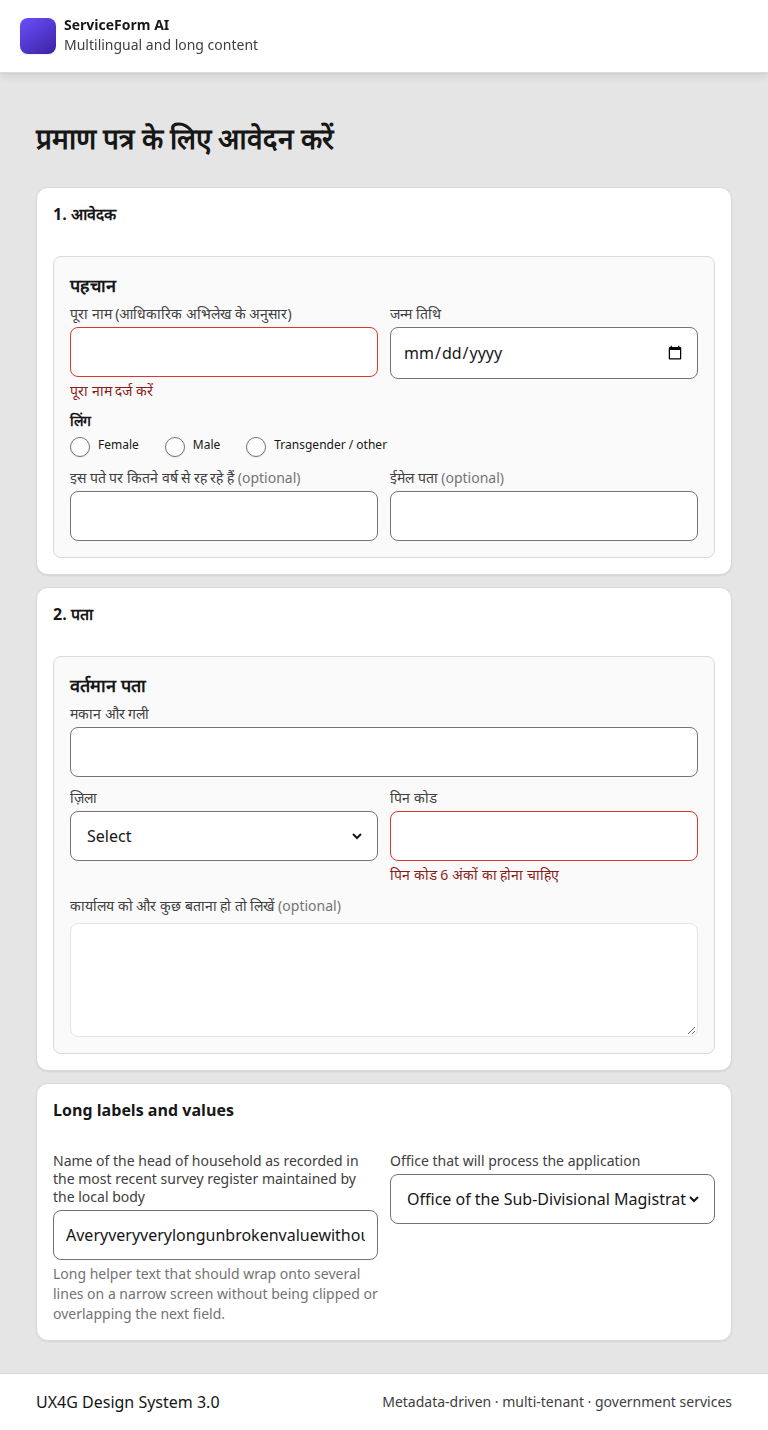 ServiceForm AI
Multilingual and long content
प्रमाण पत्र के लिए आवेदन करें
1. आवेदक
पहचान
पूरा नाम (आधिकारिक अभिलेख के अनुसार)
जन्म तिथि
mm/dd/yyyy
पूरा नाम दर्ज करें
लिंग
Female
Male
Transgender / other
इस पते पर कितने वर्ष से रह रहे हैं (optional)
ईमेल पता (optional)
2. पता
वर्तमान पता
मकान और गली
ज़िला
पिन कोड
Select
पिन कोड 6 अंकों का होना चाहिए
कार्यालय को और कुछ बताना हो तो लिखें (optional)
Long labels and values
Name of the head of household as recorded in
the most recent survey register maintained by
the local body
Office that will process the application
Office of the Sub-Divisional Magistrat
Averyveryverylongunbrokenvaluewithou
Long helper text that should wrap onto several
lines on a narrow screen without being clipped or
overlapping the next field.
UX4G Design System 3.0
Metadata-driven · multi-tenant · government services